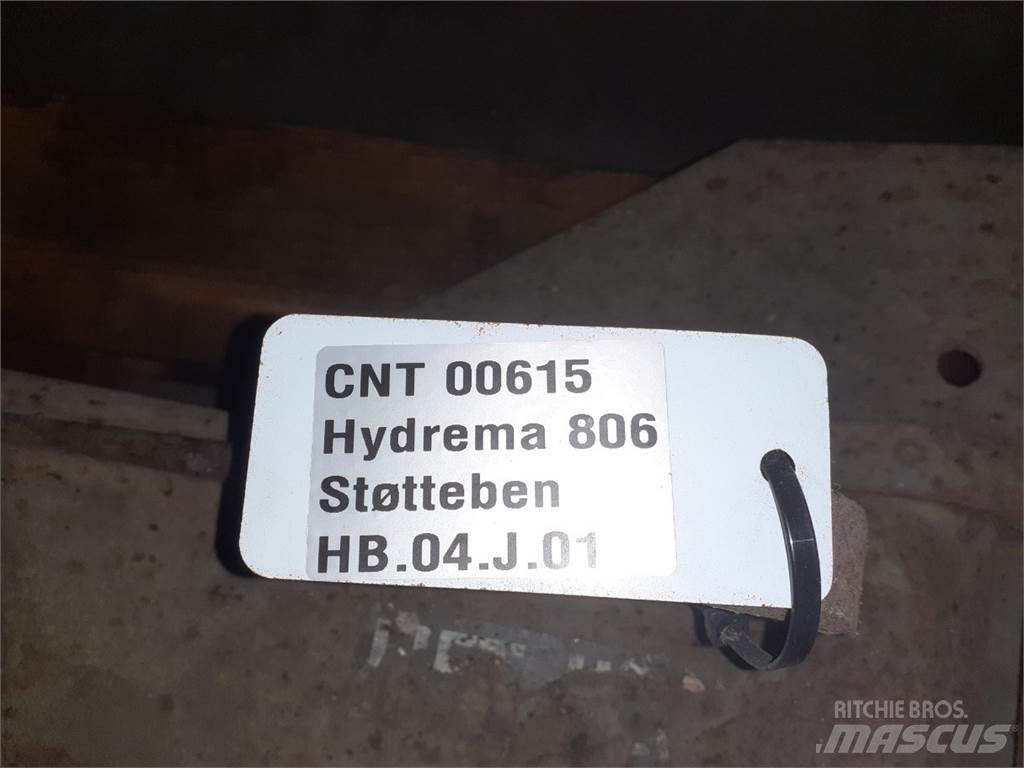 CNT 00615
Hydrema 806
Støtteben
HB.04.J.01
RITCHIE BROS.
MASCUS